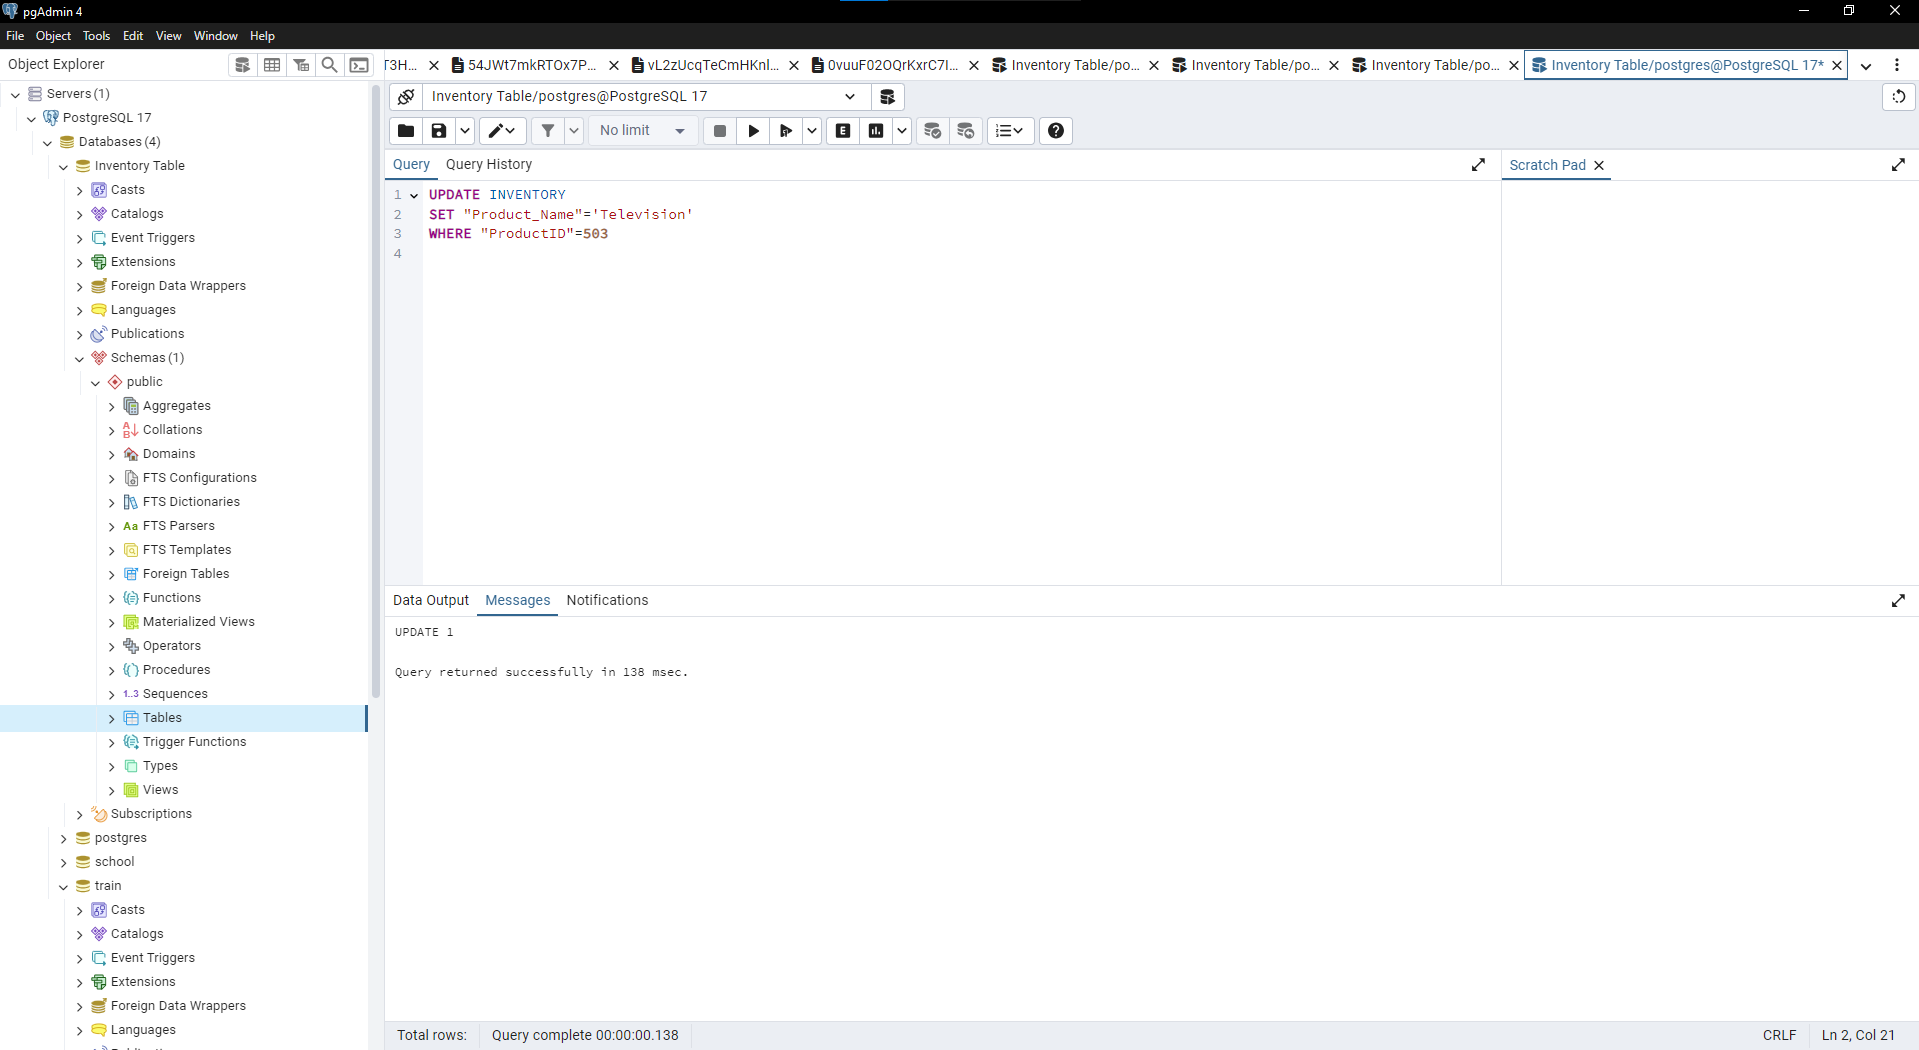 pgAdmin 4
File Object Tools Edit View Window Help
Object Explorer
T3H...
54JWt7mkRTOx7P...
vL2zUcqTeCmHKnl...
0vuuF02OQrKxrC7I...
Inventory Table/po...
Inventory Table/po...
Inventory Table/po...
Inventory Table/postgres@PostgreSQL 17*
Servers (1)
PostgreSQL 17
Databases (4)
Inventory Table
Casts
Catalogs
Event Triggers
Extensions
Foreign Data Wrappers
Languages
Publications
Schemas (1)
public
Aggregates
Collations
Domains
FTS Configurations
FTS Dictionaries
Aa FTS Parsers
FTS Templates
Foreign Tables
Functions
Materialized Views
Operators
Procedures
1..3 Sequences
Tables
Trigger Functions
Types
Views
Subscriptions
postgres
school
train
Casts
Catalogs
Event Triggers
Extensions
Foreign Data Wrappers
Languages
Inventory Table/postgres@PostgreSQL 17
No limit
E
Query Query History
Scratch Pad
1 UPDATE INVENTORY
2 SET "Product_Name"='Television'
3 WHERE "ProductID"=503
4
Data Output Messages Notifications
UPDATE 1
Query returned successfully in 138 msec.
Total rows: Query complete 00:00:00.138
CRLF Ln 2, Col 21